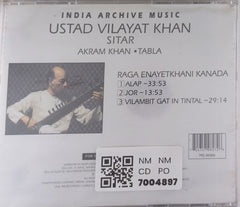 INDIA ARCHIVE MUSIC
USTAD VILAYAT KHAN
SITAR
AKRAM KHAN • TABLA
RAGA ENAYETKHANI KANADA
1 ALAP-33:53
2 JOR-13:53
3 VILAMBIT GAT IN TINTAL-29:14
NM NM
CD PO
7004897